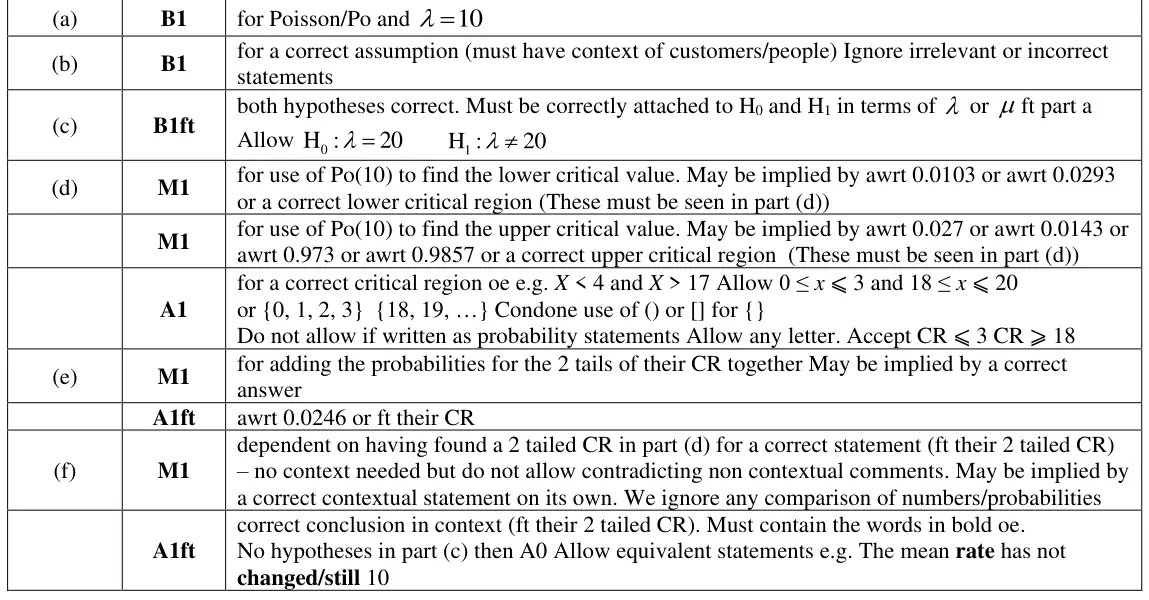 (a) B1 for Poisson/Po and λ = 10
(b) B1 for a correct assumption (must have context of customers/people) Ignore irrelevant or incorrect
statements
(c) B1ft both hypotheses correct. Must be correctly attached to H₀ and H₁ in terms of λ or μ ft part a
Allow H₀ : λ = 20 H₁ : λ ≠ 20
(d) M1 for use of Po(10) to find the lower critical value. May be implied by awrt 0.0103 or awrt 0.0293
or a correct lower critical region (These must be seen in part (d))
M1 for use of Po(10) to find the upper critical value. May be implied by awrt 0.027 or awrt 0.0143 or
awrt 0.973 or awrt 0.9857 or a correct upper critical region (These must be seen in part (d))
A1 for a correct critical region oe e.g. X < 4 and X > 17 Allow 0 ≤ x ⩽ 3 and 18 ≤ x ⩽ 20
or {0, 1, 2, 3} {18, 19, …} Condone use of () or [] for {}
Do not allow if written as probability statements Allow any letter. Accept CR ⩽ 3 CR ⩾ 18
(e) M1 for adding the probabilities for the 2 tails of their CR together May be implied by a correct
answer
A1ft awrt 0.0246 or ft their CR
(f) M1 dependent on having found a 2 tailed CR in part (d) for a correct statement (ft their 2 tailed CR)
– no context needed but do not allow contradicting non contextual comments. May be implied by
a correct contextual statement on its own. We ignore any comparison of numbers/probabilities
A1ft correct conclusion in context (ft their 2 tailed CR). Must contain the words in bold oe.
No hypotheses in part (c) then A0 Allow equivalent statements e.g. The mean rate has not
changed/still 10